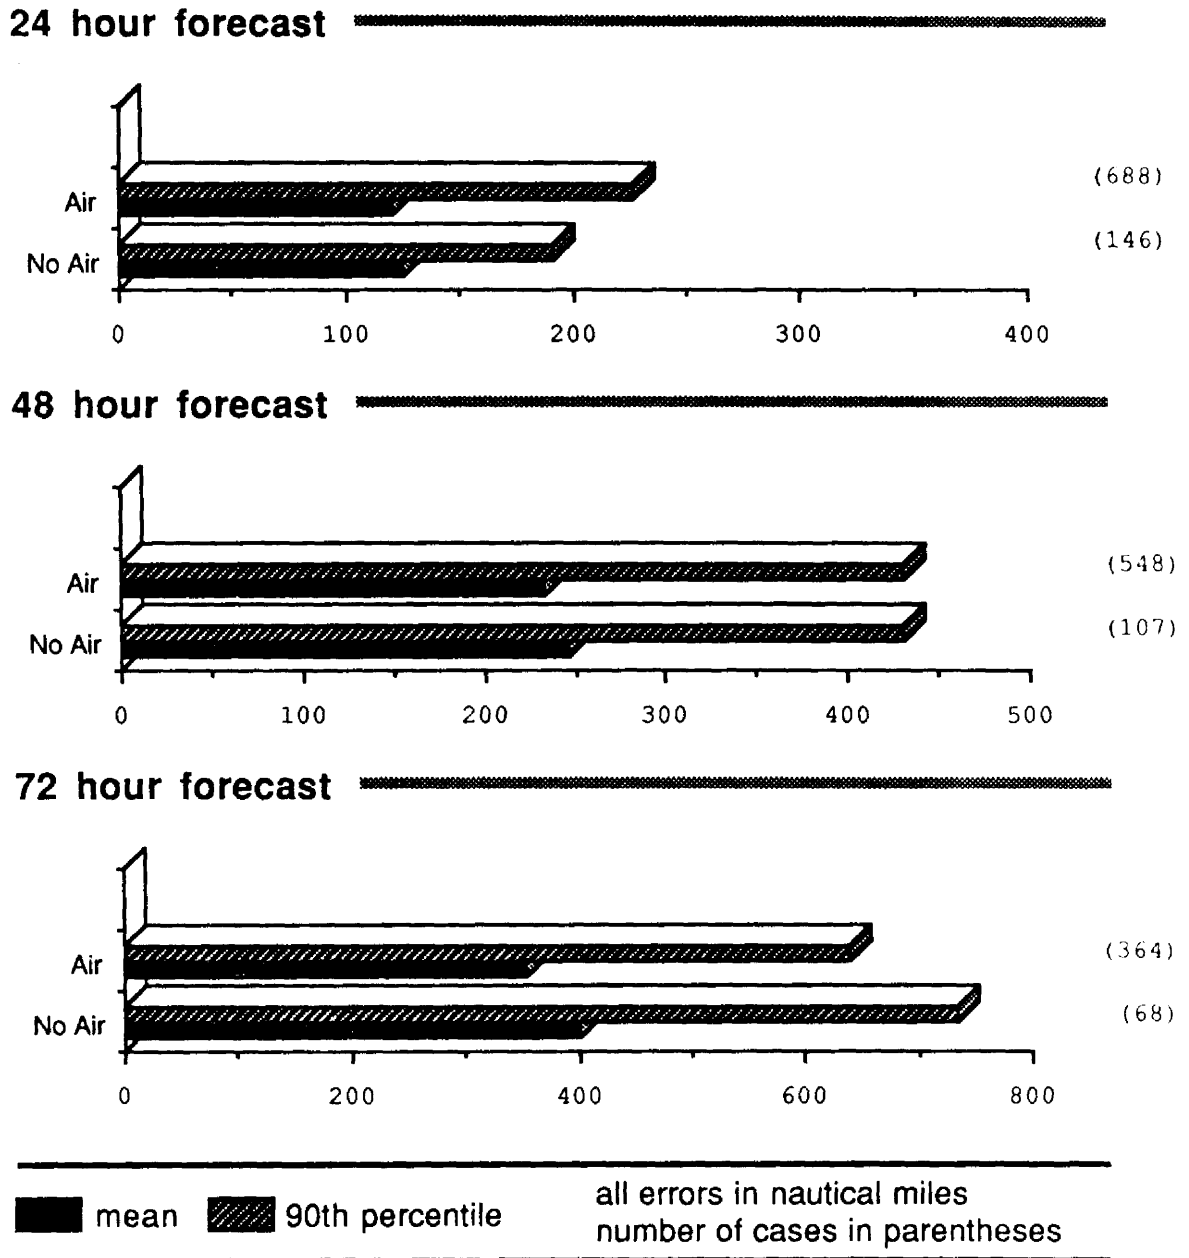 24 hour forecast
(688)
Air
(146)
No Air
0 100 200 300 400
48 hour forecast
(548)
Air
(107)
No Air
0 100 200 300 400 500
72 hour forecast
(364)
Air
(68)
No Air
0 200 400 600 800
mean 90th percentile
all errors in nautical miles
number of cases in parentheses